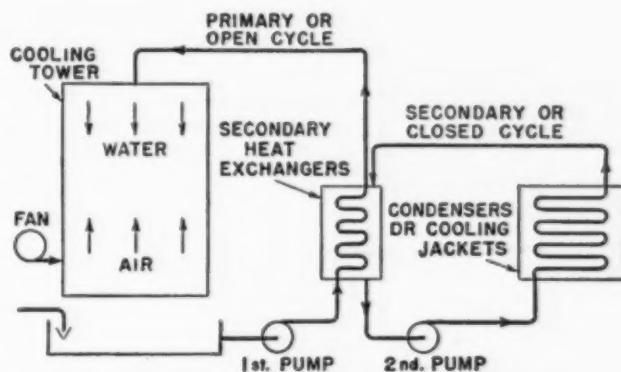 PRIMARY OR
OPEN CYCLE
COOLING
TOWER
SECONDARY
HEAT
EXCHANGERS
SECONDARY OR
CLOSED CYCLE
WATER
FAN
AIR
CONDENSERS
DR COOLING
JACKETS
1st. PUMP
2nd. PUMP